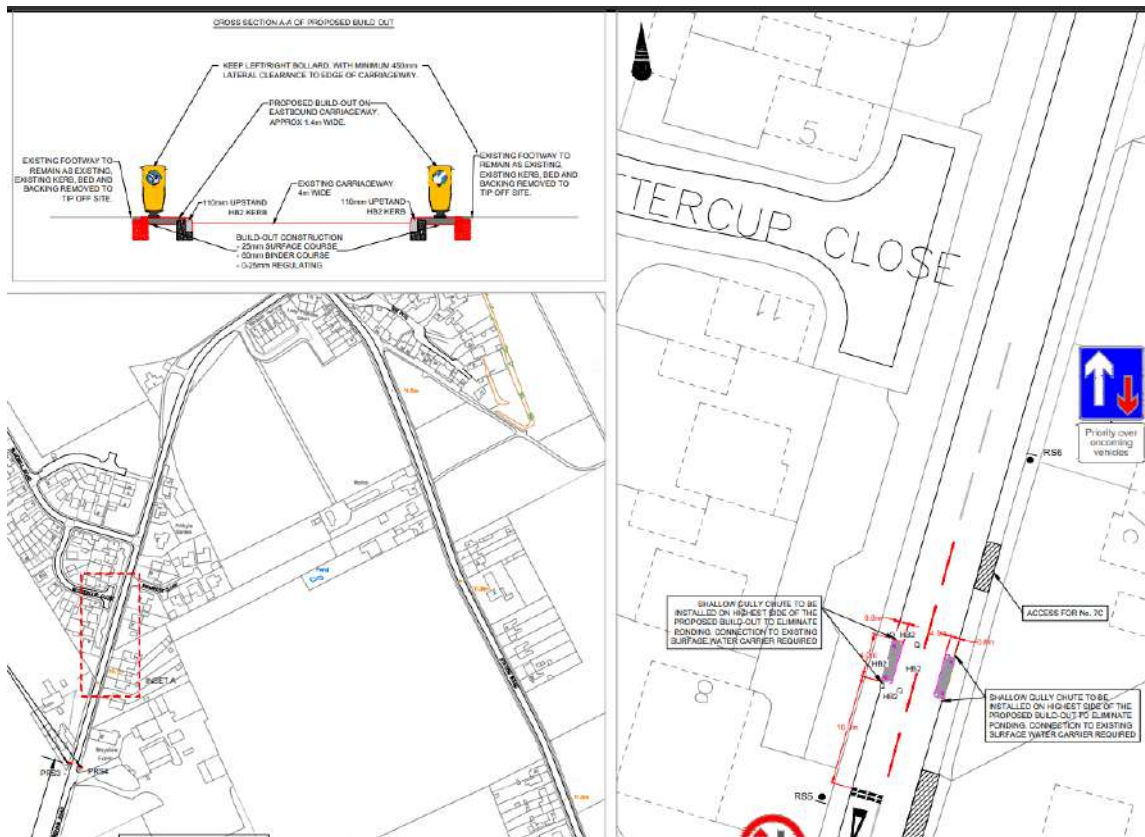 CROSS SECTION A-A OF PROPOSED BUILD OUT
KEEP LEFT/RIGHT BOLLARD, WITH MINIMUM 450mm
LATERAL CLEARANCE TO EDGE OF CARRIAGEWAY.
PROPOSED BUILD-OUT ON
EASTBOUND CARRIAGEWAY.
APPROX 1.4m WIDE.
EXISTING FOOTWAY TO
REMAIN AS EXISTING,
EXISTING KERS, BED AND
BACKING REMOVED TO
TIP OFF SITE.
EXISTING FOOTWAY TO
REMAIN AS EXISTING,
EXISTING KERS, BED AND
BACKING REMOVED TO
TIP OFF SITE.
EXISTING CARRIAGEWAY
4m WIDE
110mm UPSTAND
HB2 KERB
110mm UPSTAND
HB2 KERB
BUILD-OUT CONSTRUCTION
- 25mm SURFACE COURSE
- 60mm BINDER COURSE
- 0-25mm REGULATING
Pond
INSET A
PRS3
PRS4
5
TTERCUP CLOSE
11
Priority over
oncoming
vehicles
RS6
ACCESS FOR No. 7C
SHALLOW GULLY CHUTE TO BE
INSTALLED ON HIGHEST SIDE OF THE
PROPOSED BUILD-OUT TO ELIMINATE
PONDING. CONNECTION TO EXISTING
SURFACE WATER CARRIER REQUIRED
HB2
HB2
HB2
HB2
8
SHALLOW GULLY CHUTE TO BE
INSTALLED ON HIGHEST SIDE OF THE
PROPOSED BUILD-OUT TO ELIMINATE
PONDING. CONNECTION TO EXISTING
SURFACE WATER CARRIER REQUIRED
RS5